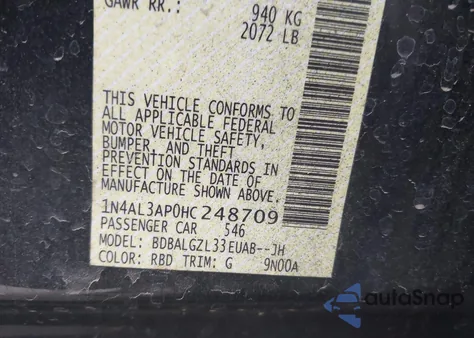 GAWR RR.:
940 KG
2072 LB
THIS VEHICLE CONFORMS TO
ALL APPLICABLE FEDERAL
MOTOR VEHICLE SAFETY,
BUMPER, AND THEFT
PREVENTION STANDARDS IN
EFFECT ON THE DATE OF
MANUFACTURE SHOWN ABOVE.
1N4AL3AP0HC248709
PASSENGER CAR 546
MODEL: BDBALGZL33EUAB--JH
COLOR: RBD TRIM: G 9N00A
autoSnap